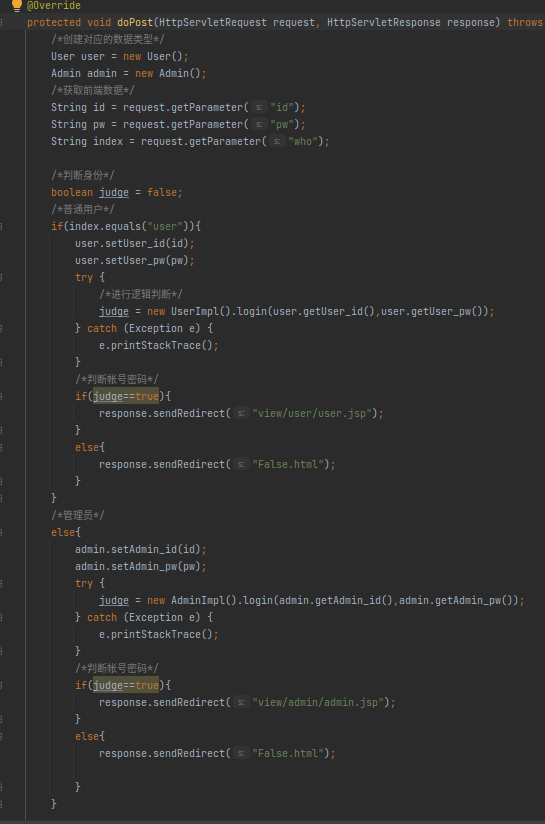 @Override
protected void doPost(HttpServletRequest request, HttpServletResponse response) throws
/*创建对应的数据类型*/
User user = new User();
Admin admin = new Admin();
/*获取前端数据*/
String id = request.getParameter( s: "id");
String pw = request.getParameter( s: "pw");
String index = request.getParameter( s: "who");
/*判断身份*/
boolean judge = false;
/*普通用户*/
if(index.equals("user")){
user.setUser_id(id);
user.setUser_pw(pw);
try {
/*进行逻辑判断*/
judge = new UserImpl().login(user.getUser_id(),user.getUser_pw());
} catch (Exception e) {
e.printStackTrace();
}
/*判断帐号密码*/
if(judge==true){
response.sendRedirect( s: "view/user/user.jsp");
}
else{
response.sendRedirect( s: "False.html");
}
}
/*管理员*/
else{
admin.setAdmin_id(id);
admin.setAdmin_pw(pw);
try {
judge = new AdminImpl().login(admin.getAdmin_id(),admin.getAdmin_pw());
} catch (Exception e) {
e.printStackTrace();
}
/*判断帐号密码*/
if(judge==true){
response.sendRedirect( s: "view/admin/admin.jsp");
}
else{
response.sendRedirect( s: "False.html");
}
}